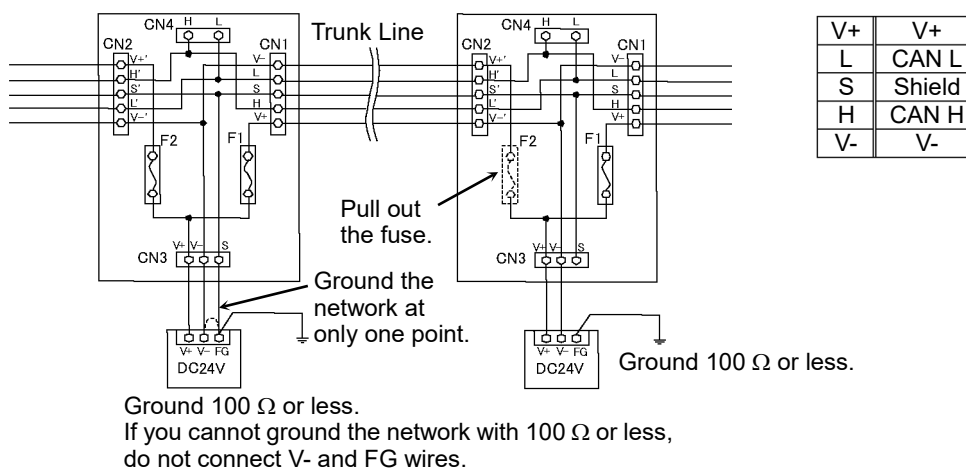 CN4 H L
Trunk Line
CN4 H L
CN2
CN1
CN2
CN1
V+'
H'
S'
L'
V-'
V-
L
S
H
V+
V+'
H'
S'
L'
V-'
V-
L
S
H
V+
F2
F1
F2
F1
Pull out
the fuse.
V+ V- S
CN3
V+ V- S
CN3
Ground the
network at
only one point.
V+ V- FG
DC24V
V+ V- FG
DC24V
Ground 100 Ω or less.
Ground 100 Ω or less.
If you cannot ground the network with 100 Ω or less,
do not connect V- and FG wires.
V+ V+
L CAN L
S Shield
H CAN H
V- V-